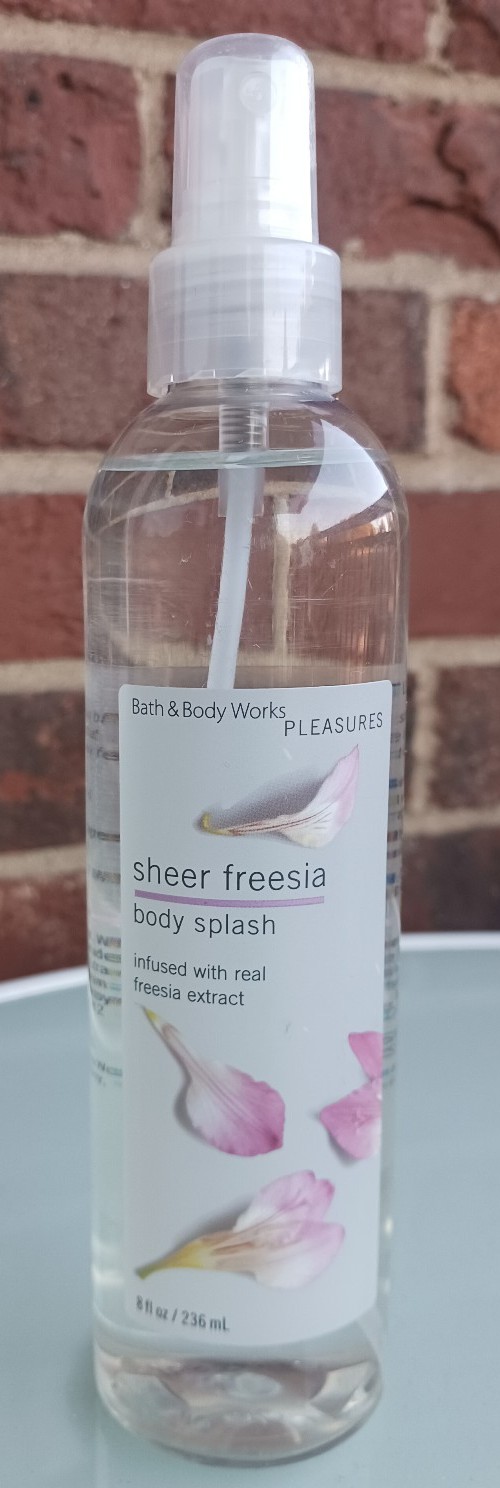 Bath & Body Works
PLEASURES
sheer freesia
body splash
infused with real
freesia extract
8 fl oz / 236 mL